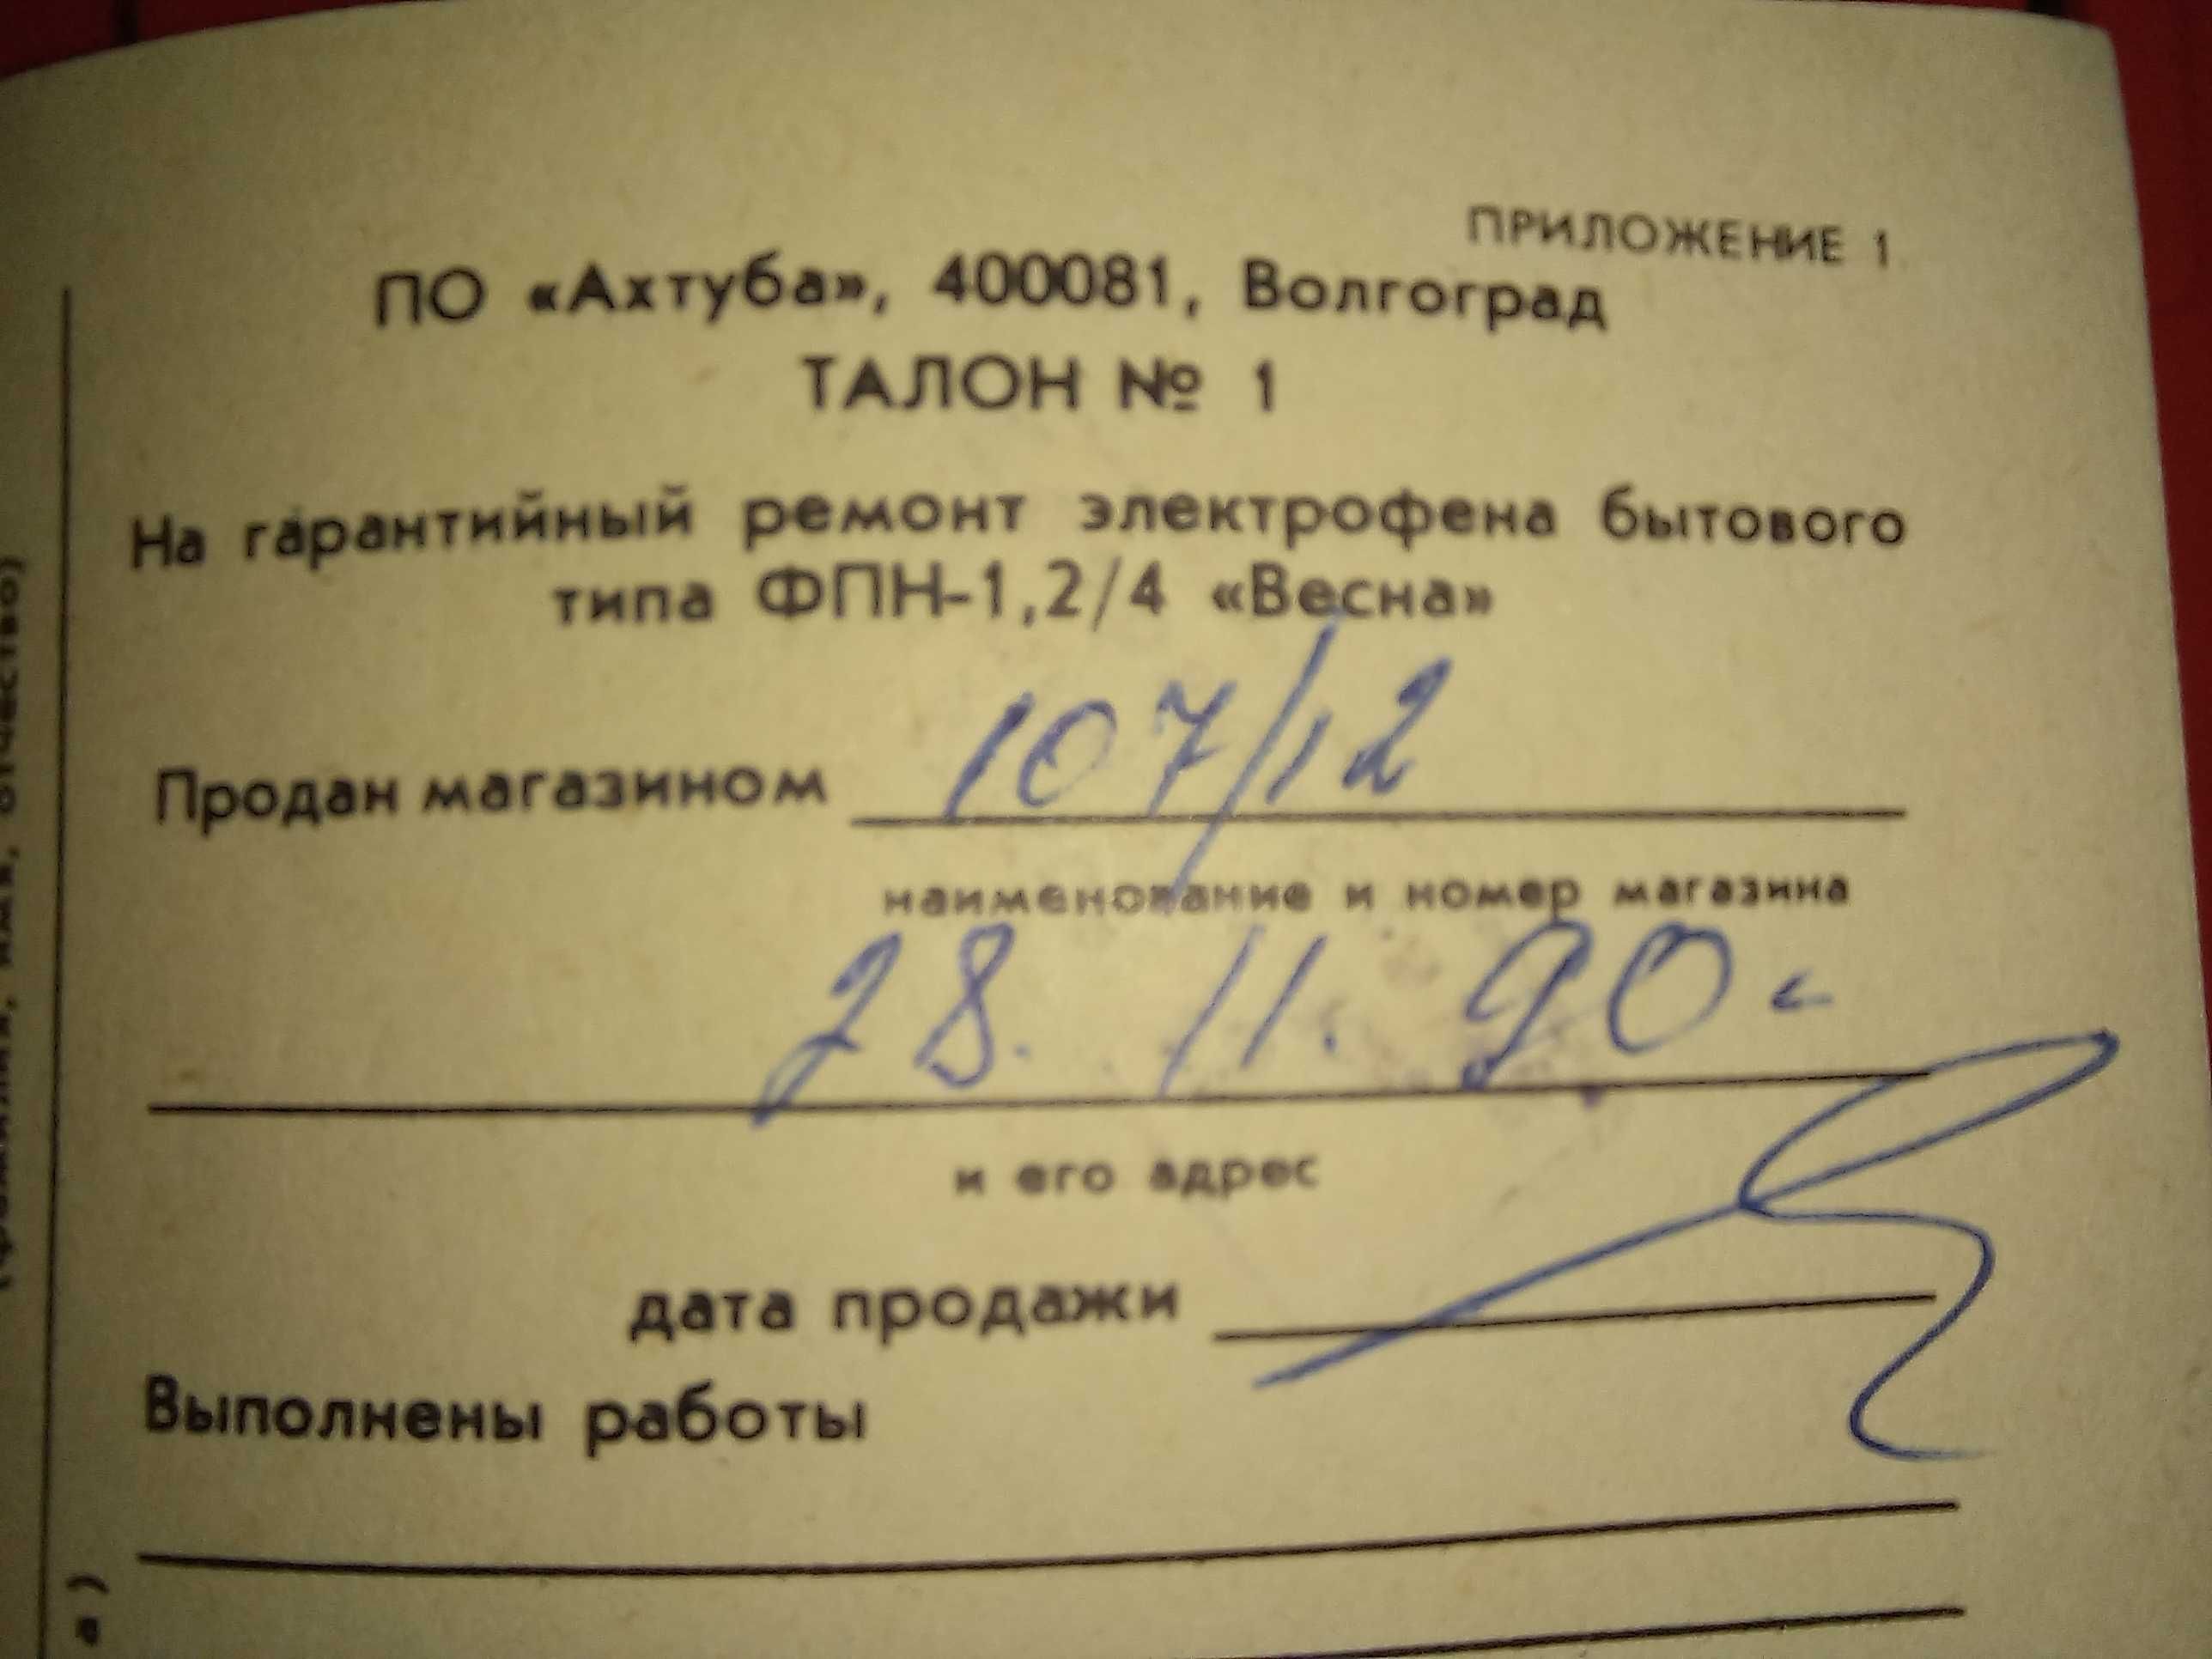 ПРИЛОЖЕНИЕ 1
ПО «Ахтуба», 400081, Волгоград
ТАЛОН № 1
На гарантийный ремонт электрофена бытового
типа ФПН-1,2/4 «Весна»
Продан магазином 107/12
наименование и номер магазина
28. 11. 90 г
и его адрес
дата продажи
Выполнены работы